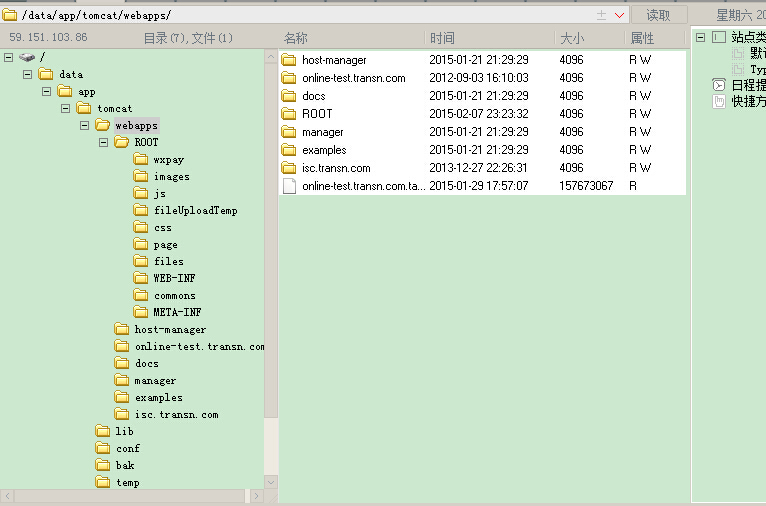 /data/app/tomcat/webapps/
读取
星期六 20
59.151.103.86
目录(7),文件(1)
名称 时间 大小 属性
/
data
app
tomcat
webapps
ROOT
wxpay
images
js
fileUploadTemp
css
page
files
WEB-INF
commons
META-INF
host-manager
online-test.transn.com
docs
manager
examples
isc.transn.com
lib
conf
bak
temp
host-manager 2015-01-21 21:29:29 4096 R W
online-test.transn.com 2012-09-03 16:10:03 4096 R W
docs 2015-01-21 21:29:29 4096 R W
ROOT 2015-02-07 23:23:32 4096 R W
manager 2015-01-21 21:29:29 4096 R W
examples 2015-01-21 21:29:29 4096 R W
isc.transn.com 2013-12-27 22:26:31 4096 R W
online-test.transn.com.ta... 2015-01-29 17:57:07 157673067 R
站点类
默
Typ
日程提
快捷方